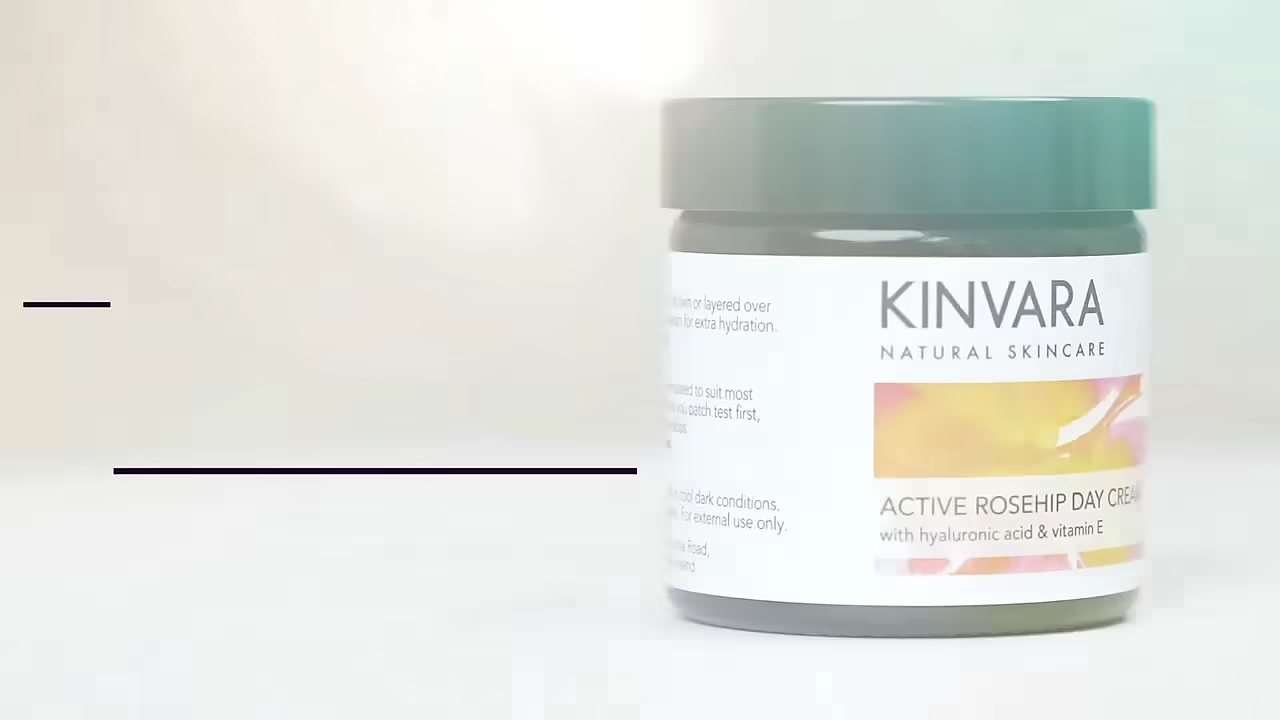 own or layered over
for extra hydration.
to suit most
you patch test first,
cool dark conditions.
For external use only.
Road,
KINVARA
NATURAL SKINCARE
ACTIVE ROSEHIP DAY
with hyaluronic acid & vitamin E